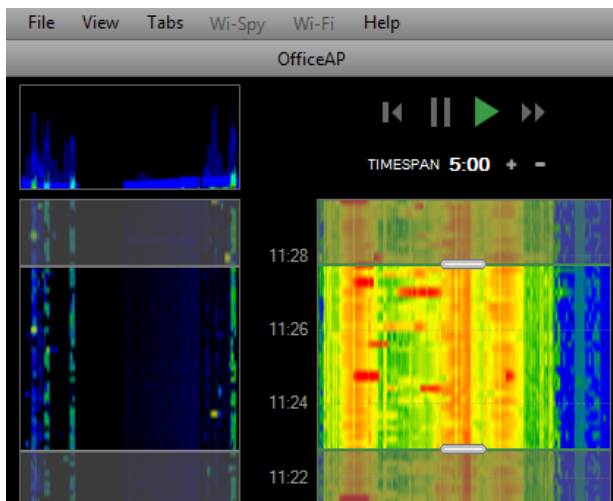 File View Tabs Wi-Spy Wi-Fi Help
OfficeAP
TIMESPAN 5:00 + -
11:28
11:26
11:24
11:22